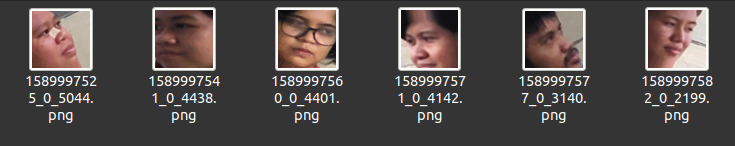 158999752
5_0_5044.
png
158999754
1_0_4438.
png
158999756
0_0_4401.
png
158999757
1_0_4142.
png
158999757
7_0_3140.
png
158999758
2_0_2199.
png